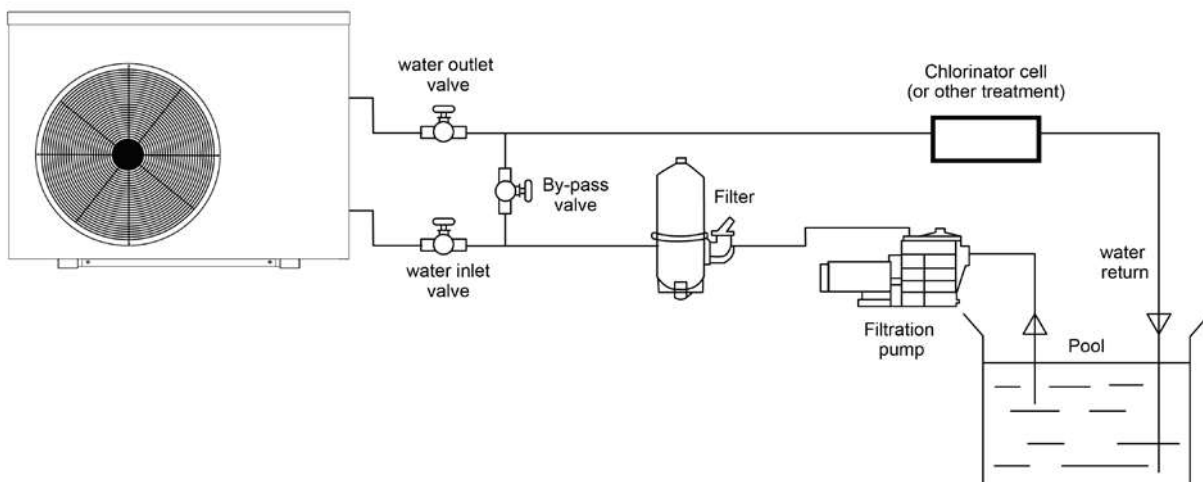 water outlet
valve
Chlorinator cell
(or other treatment)
By-pass
valve
Filter
water inlet
valve
water
return
Filtration
pump
Pool